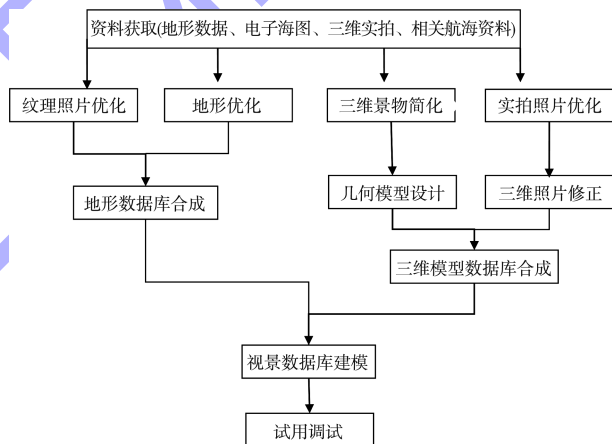 资料获取(地形数据、电子海图、三维实拍、相关航海资料)
纹理照片优化
地形优化
三维景物简化
实拍照片优化
地形数据库合成
几何模型设计
三维照片修正
三维模型数据库合成
视景数据库建模
试用调试